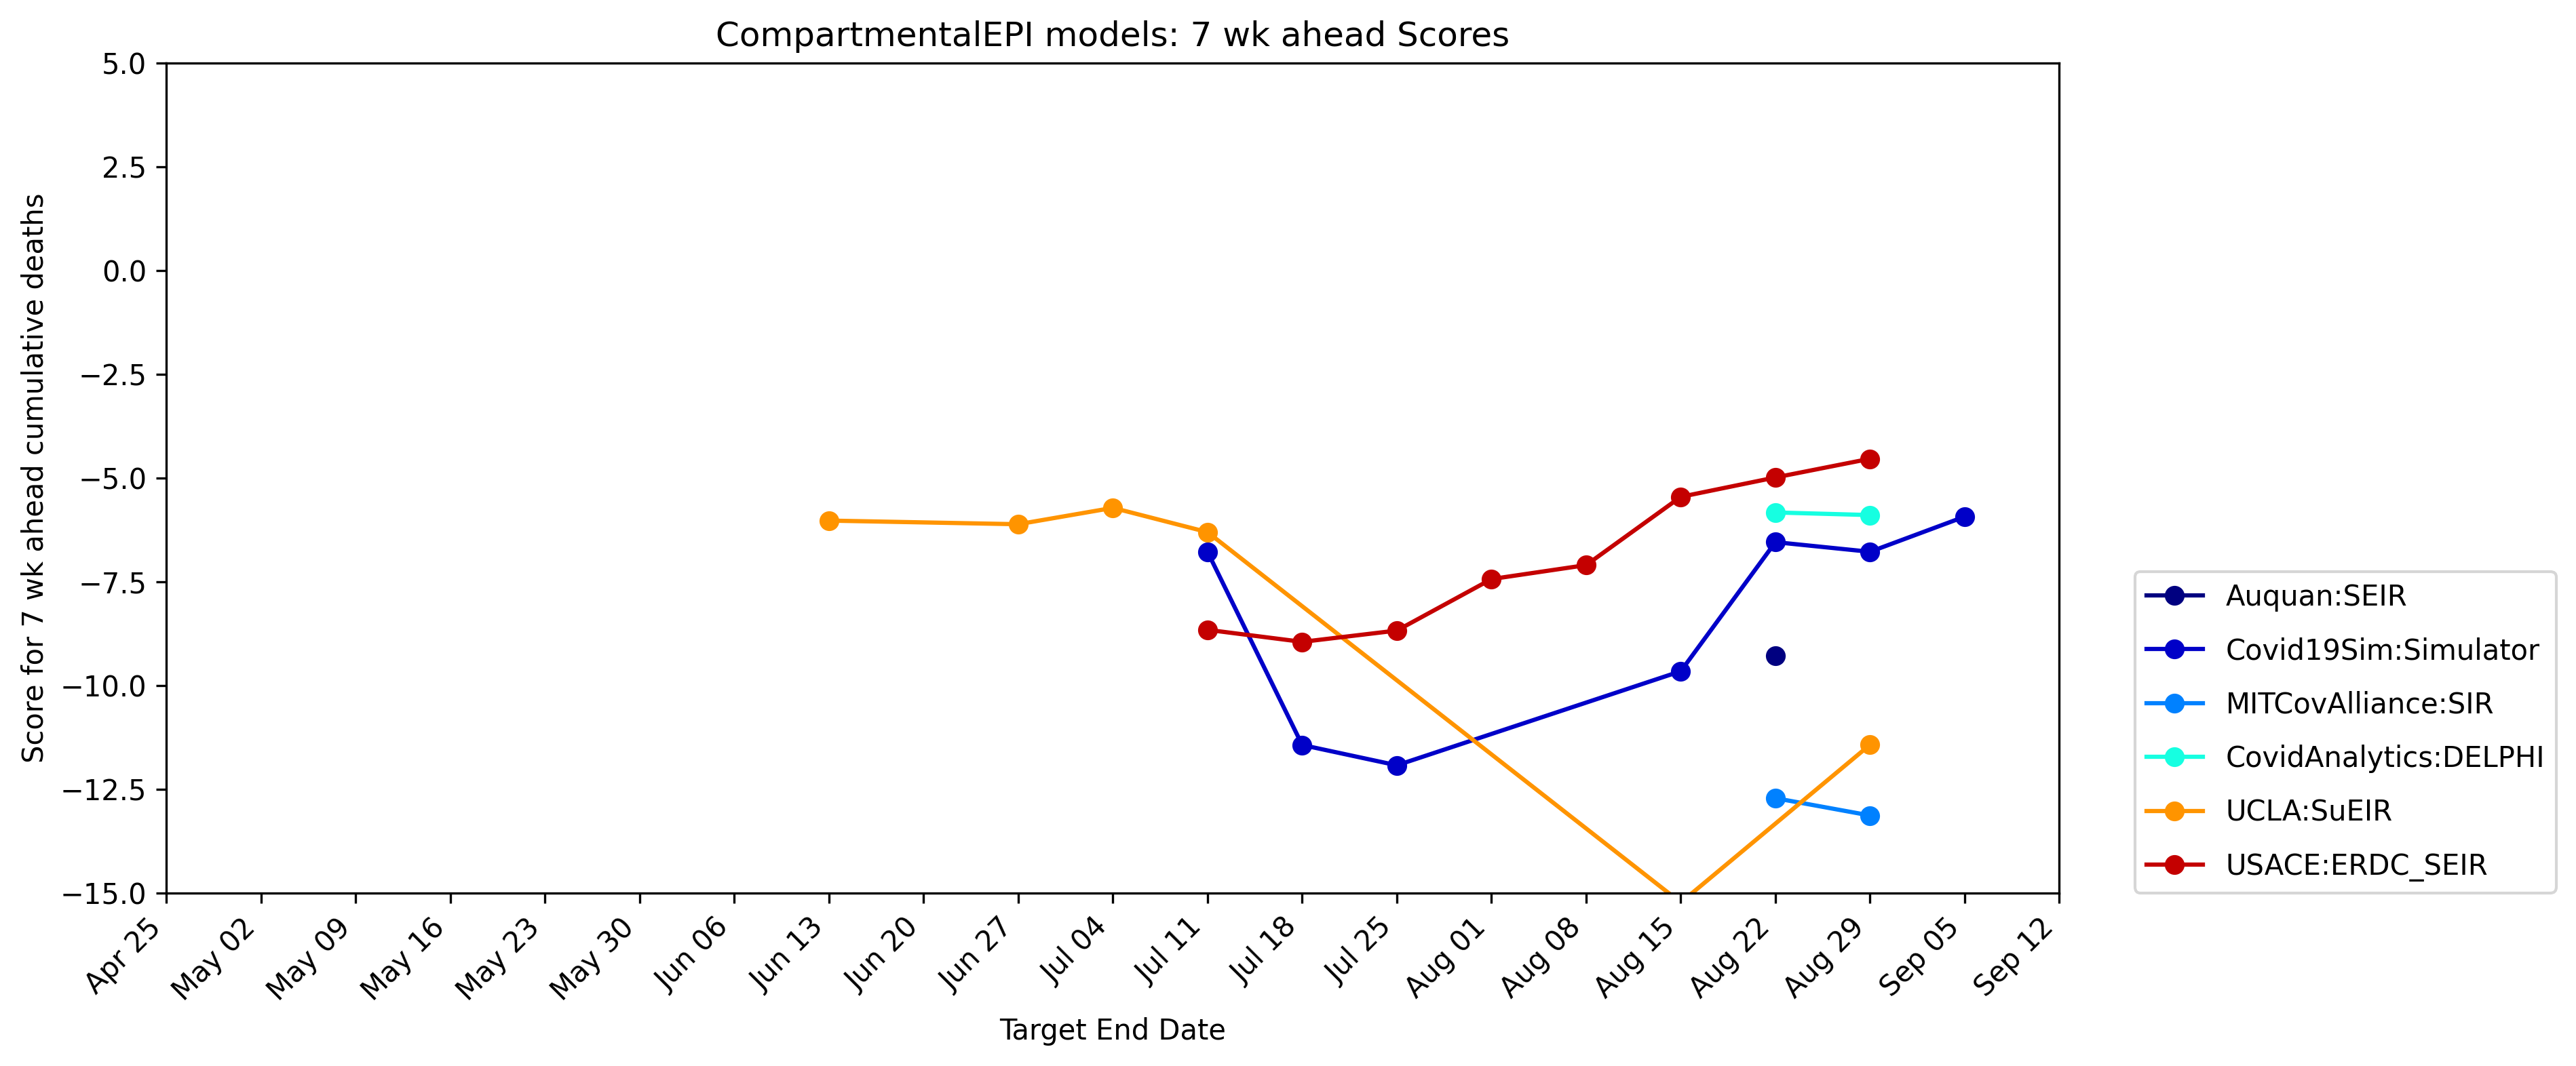 CompartmentalEPI models: 7 wk ahead Scores
Score for 7 wk ahead cumulative deaths
5.0
2.5
0.0
−2.5
−5.0
−7.5
−10.0
−12.5
−15.0
Apr 25
May 02
May 09
May 16
May 23
May 30
Jun 06
Jun 13
Jun 20
Jun 27
Jul 04
Jul 11
Jul 18
Jul 25
Aug 01
Aug 08
Aug 15
Aug 22
Aug 29
Sep 05
Sep 12
Target End Date
Auquan:SEIR
Covid19Sim:Simulator
MITCovAlliance:SIR
CovidAnalytics:DELPHI
UCLA:SuEIR
USACE:ERDC_SEIR